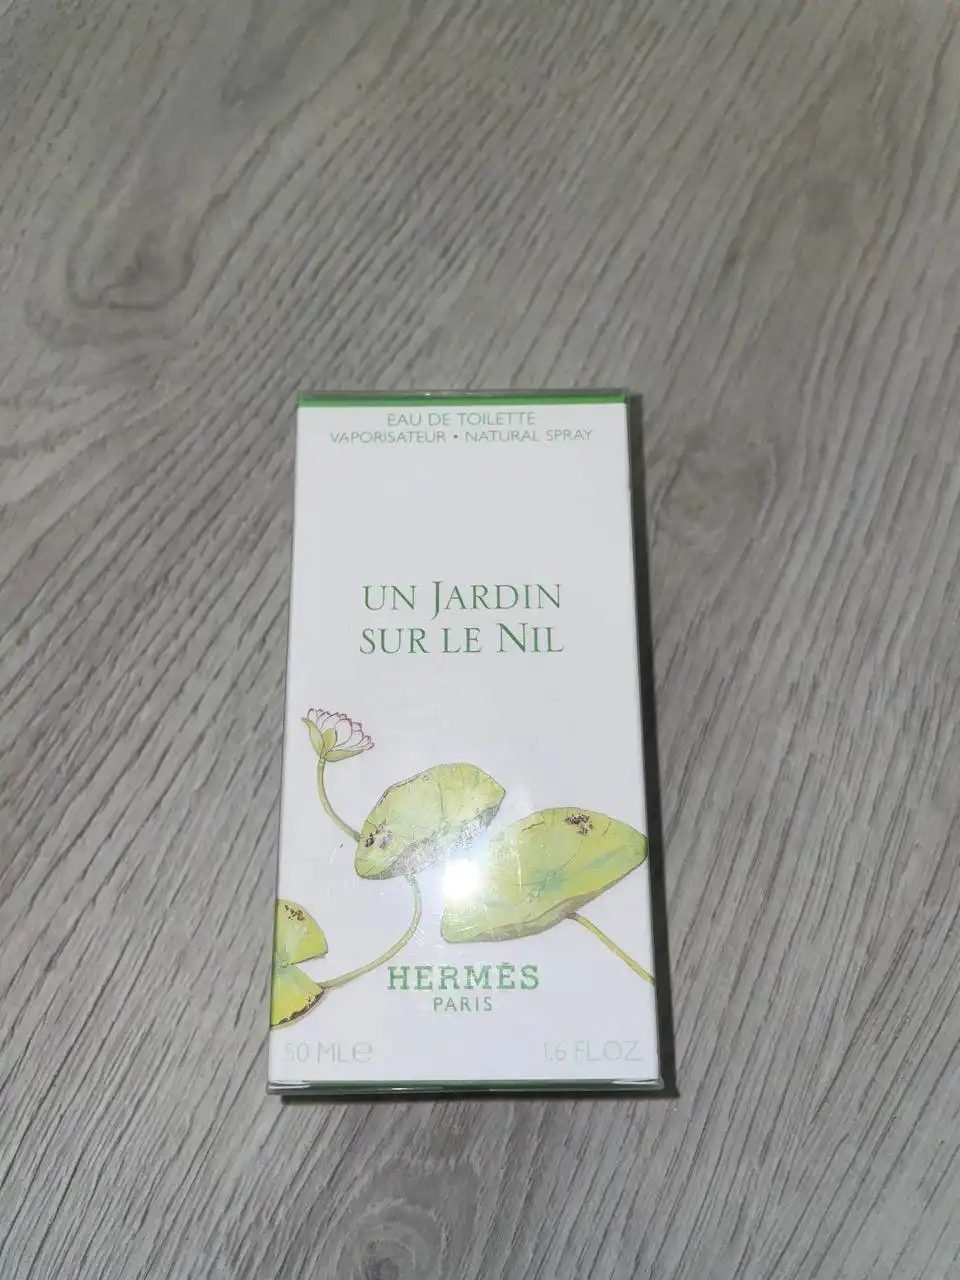 EAU DE TOILETTE
VAPORISATEUR • NATURAL SPRAY
UN JARDIN
SUR LE NIL
HERMÈS
PARIS
50 ML℮ 1.6 FL.OZ.